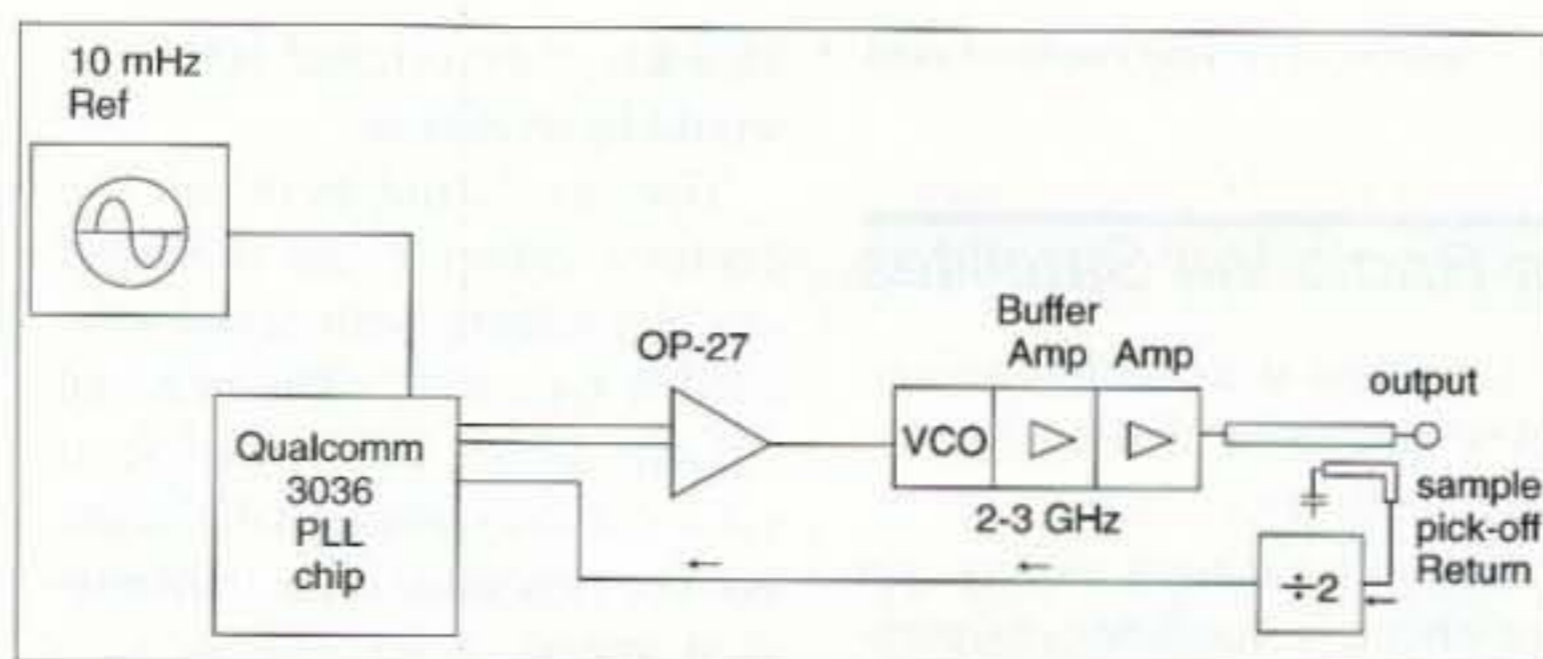 10 mHz
Ref
OP-27
Buffer
Amp Amp
output
Qualcomm
3036
PLL
chip
VCO
2-3 GHz
sample
pick-off
Return
÷2